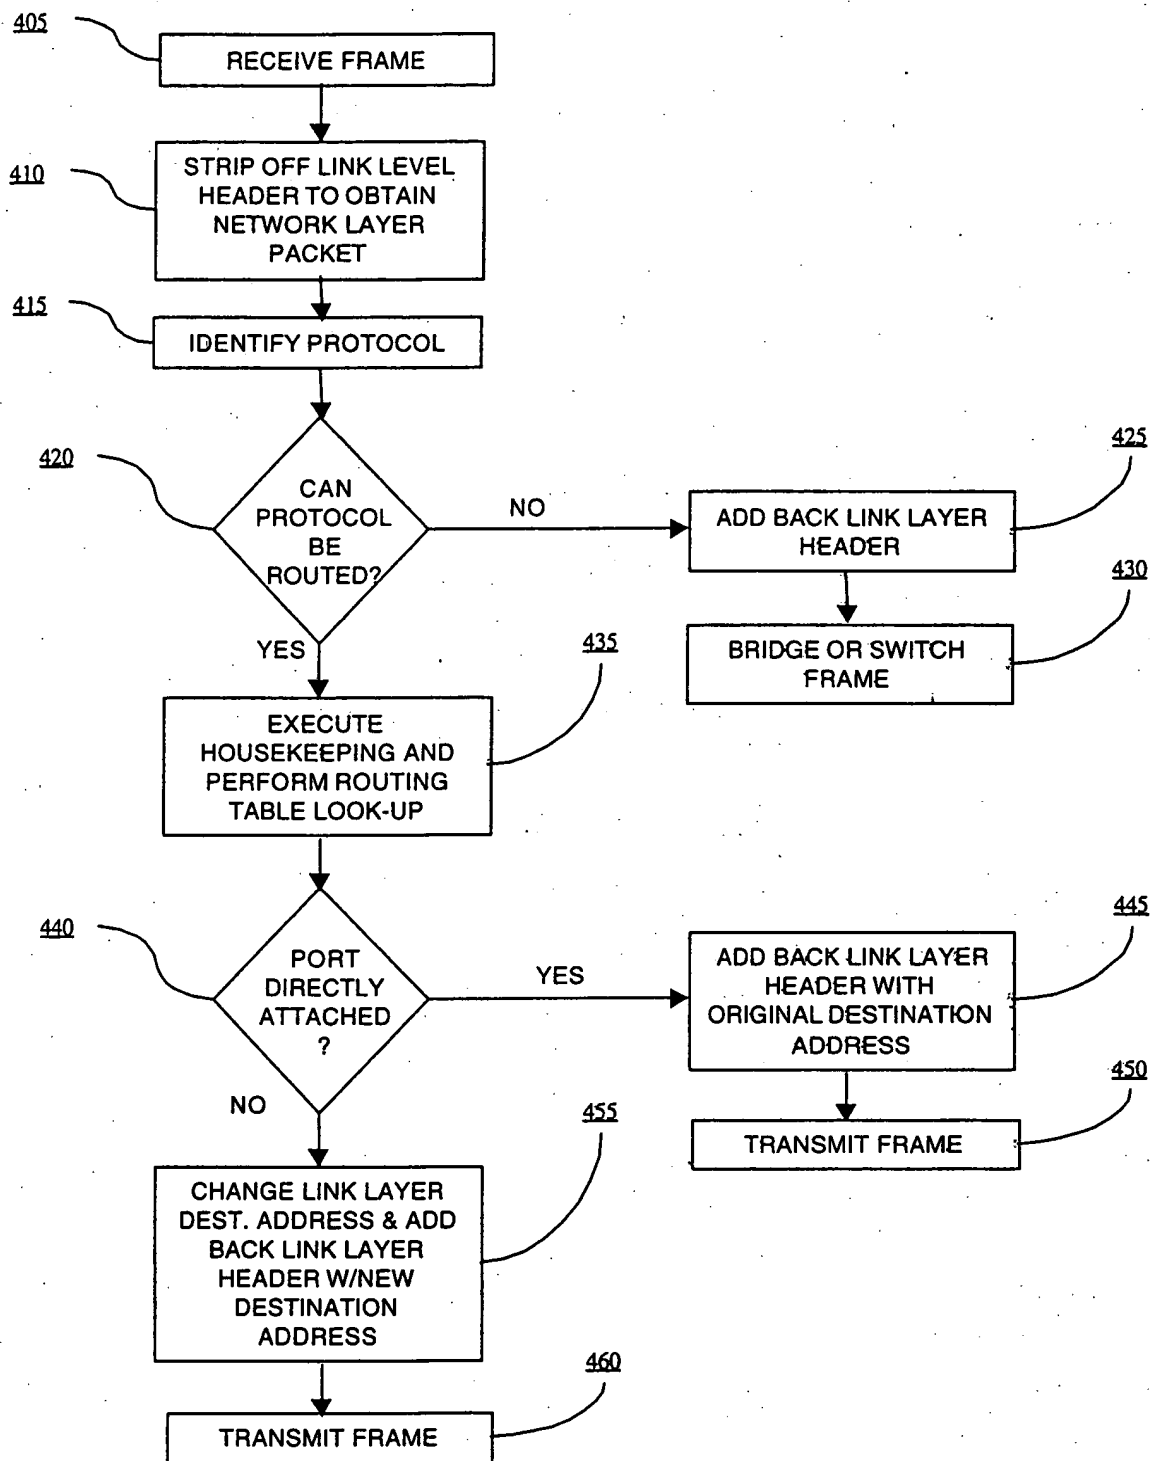 405
RECEIVE FRAME
410
STRIP OFF LINK LEVEL
HEADER TO OBTAIN
NETWORK LAYER
PACKET
415
IDENTIFY PROTOCOL
420
CAN
PROTOCOL
BE
ROUTED?
NO
425
ADD BACK LINK LAYER
HEADER
430
BRIDGE OR SWITCH
FRAME
YES
435
EXECUTE
HOUSEKEEPING AND
PERFORM ROUTING
TABLE LOOK-UP
440
PORT
DIRECTLY
ATTACHED
?
YES
445
ADD BACK LINK LAYER
HEADER WITH
ORIGINAL DESTINATION
ADDRESS
450
TRANSMIT FRAME
NO
455
CHANGE LINK LAYER
DEST. ADDRESS & ADD
BACK LINK LAYER
HEADER W/NEW
DESTINATION
ADDRESS
460
TRANSMIT FRAME